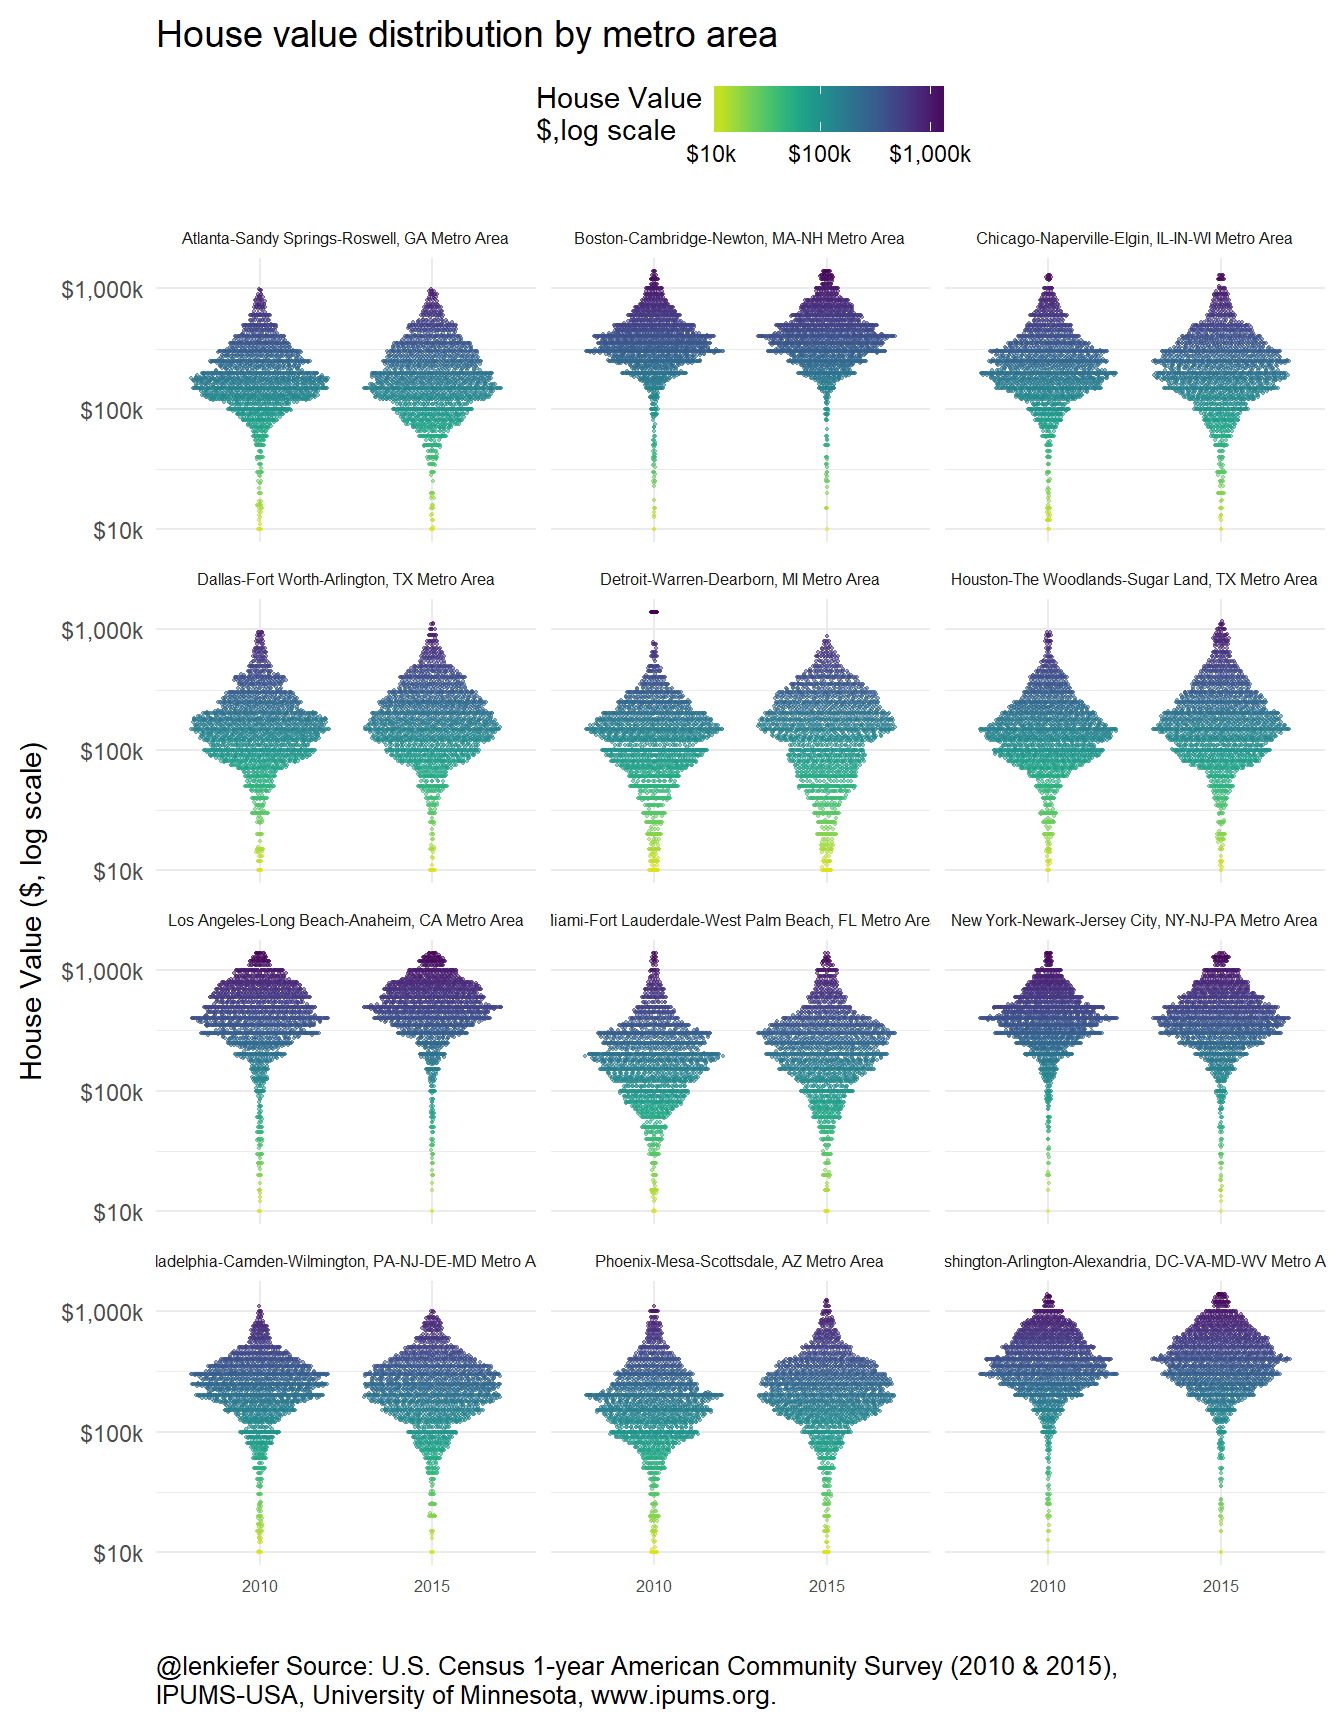 House value distribution by metro area
House Value
$,log scale
$10k $100k $1,000k
Atlanta-Sandy Springs-Roswell, GA Metro Area Boston-Cambridge-Newton, MA-NH Metro Area Chicago-Naperville-Elgin, IL-IN-WI Metro Area
$1,000k
$100k
$10k
Dallas-Fort Worth-Arlington, TX Metro Area Detroit-Warren-Dearborn, MI Metro Area Houston-The Woodlands-Sugar Land, TX Metro Area
$1,000k
$100k
$10k
House Value ($, log scale)
Los Angeles-Long Beach-Anaheim, CA Metro Area liami-Fort Lauderdale-West Palm Beach, FL Metro Area New York-Newark-Jersey City, NY-NJ-PA Metro Area
$1,000k
$100k
$10k
ladelphia-Camden-Wilmington, PA-NJ-DE-MD Metro A Phoenix-Mesa-Scottsdale, AZ Metro Area shington-Arlington-Alexandria, DC-VA-MD-WV Metro A
$1,000k
$100k
$10k
2010 2015 2010 2015 2010 2015
@lenkiefer Source: U.S. Census 1-year American Community Survey (2010 & 2015),
IPUMS-USA, University of Minnesota, www.ipums.org.